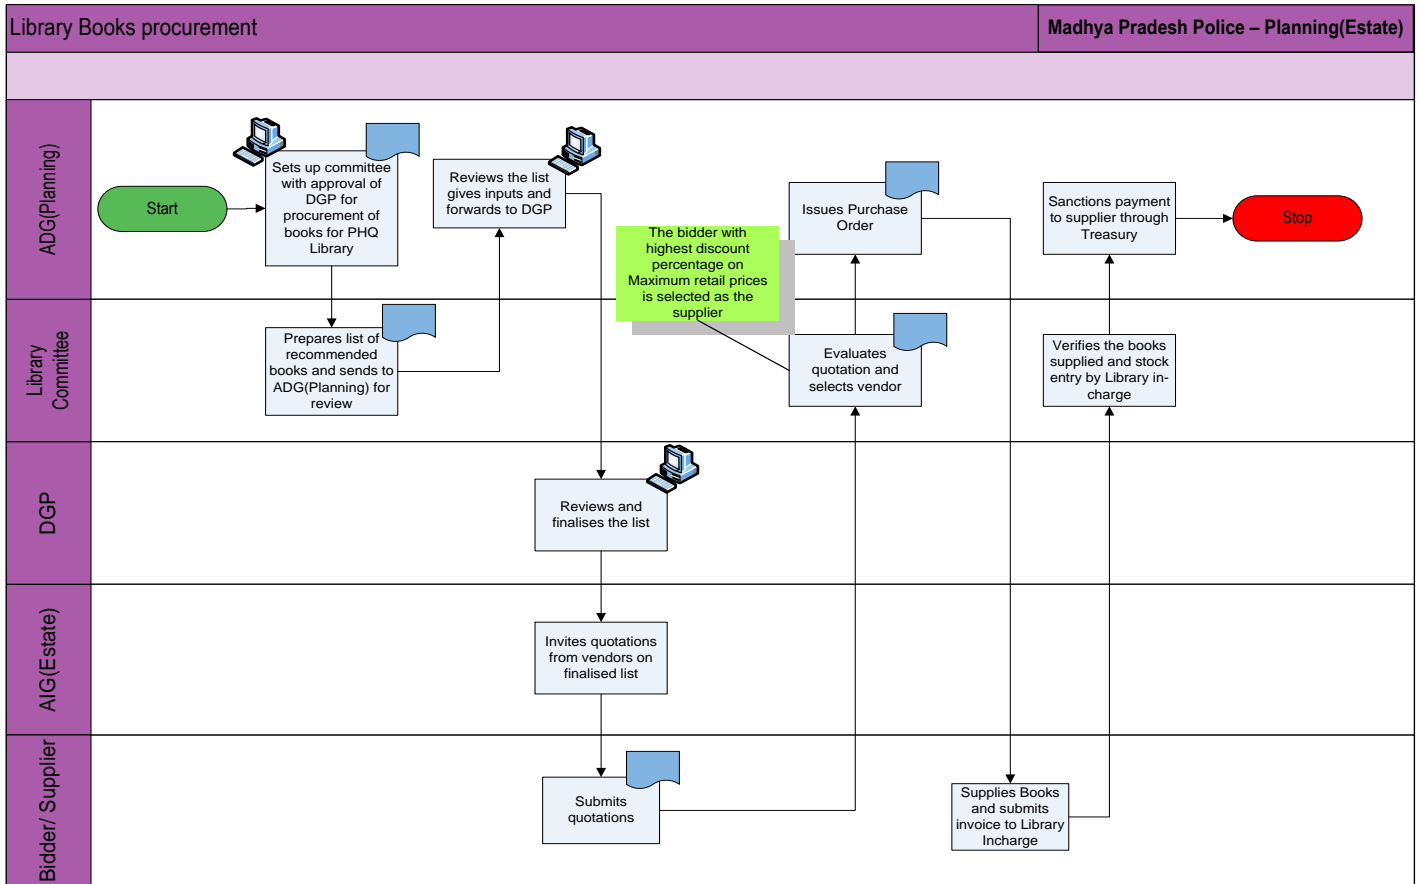 Library Books procurement
Madhya Pradesh Police – Planning(Estate)
ADG(Planning)
Start
Sets up committee
with approval of
DGP for
procurement of
books for PHQ
Library
Reviews the list
gives inputs and
forwards to DGP
The bidder with
highest discount
percentage on
Maximum retail prices
is selected as the
supplier
Issues Purchase
Order
Sanctions payment
to supplier through
Treasury
Stop
Library
Committee
Prepares list of
recommended
books and sends to
ADG(Planning) for
review
Evaluates
quotation and
selects vendor
Verifies the books
supplied and stock
entry by Library in-
charge
DGP
Reviews and
finalises the list
AIG(Estate)
Invites quotations
from vendors on
finalised list
Bidder/ Supplier
Submits
quotations
Supplies Books
and submits
invoice to Library
Incharge